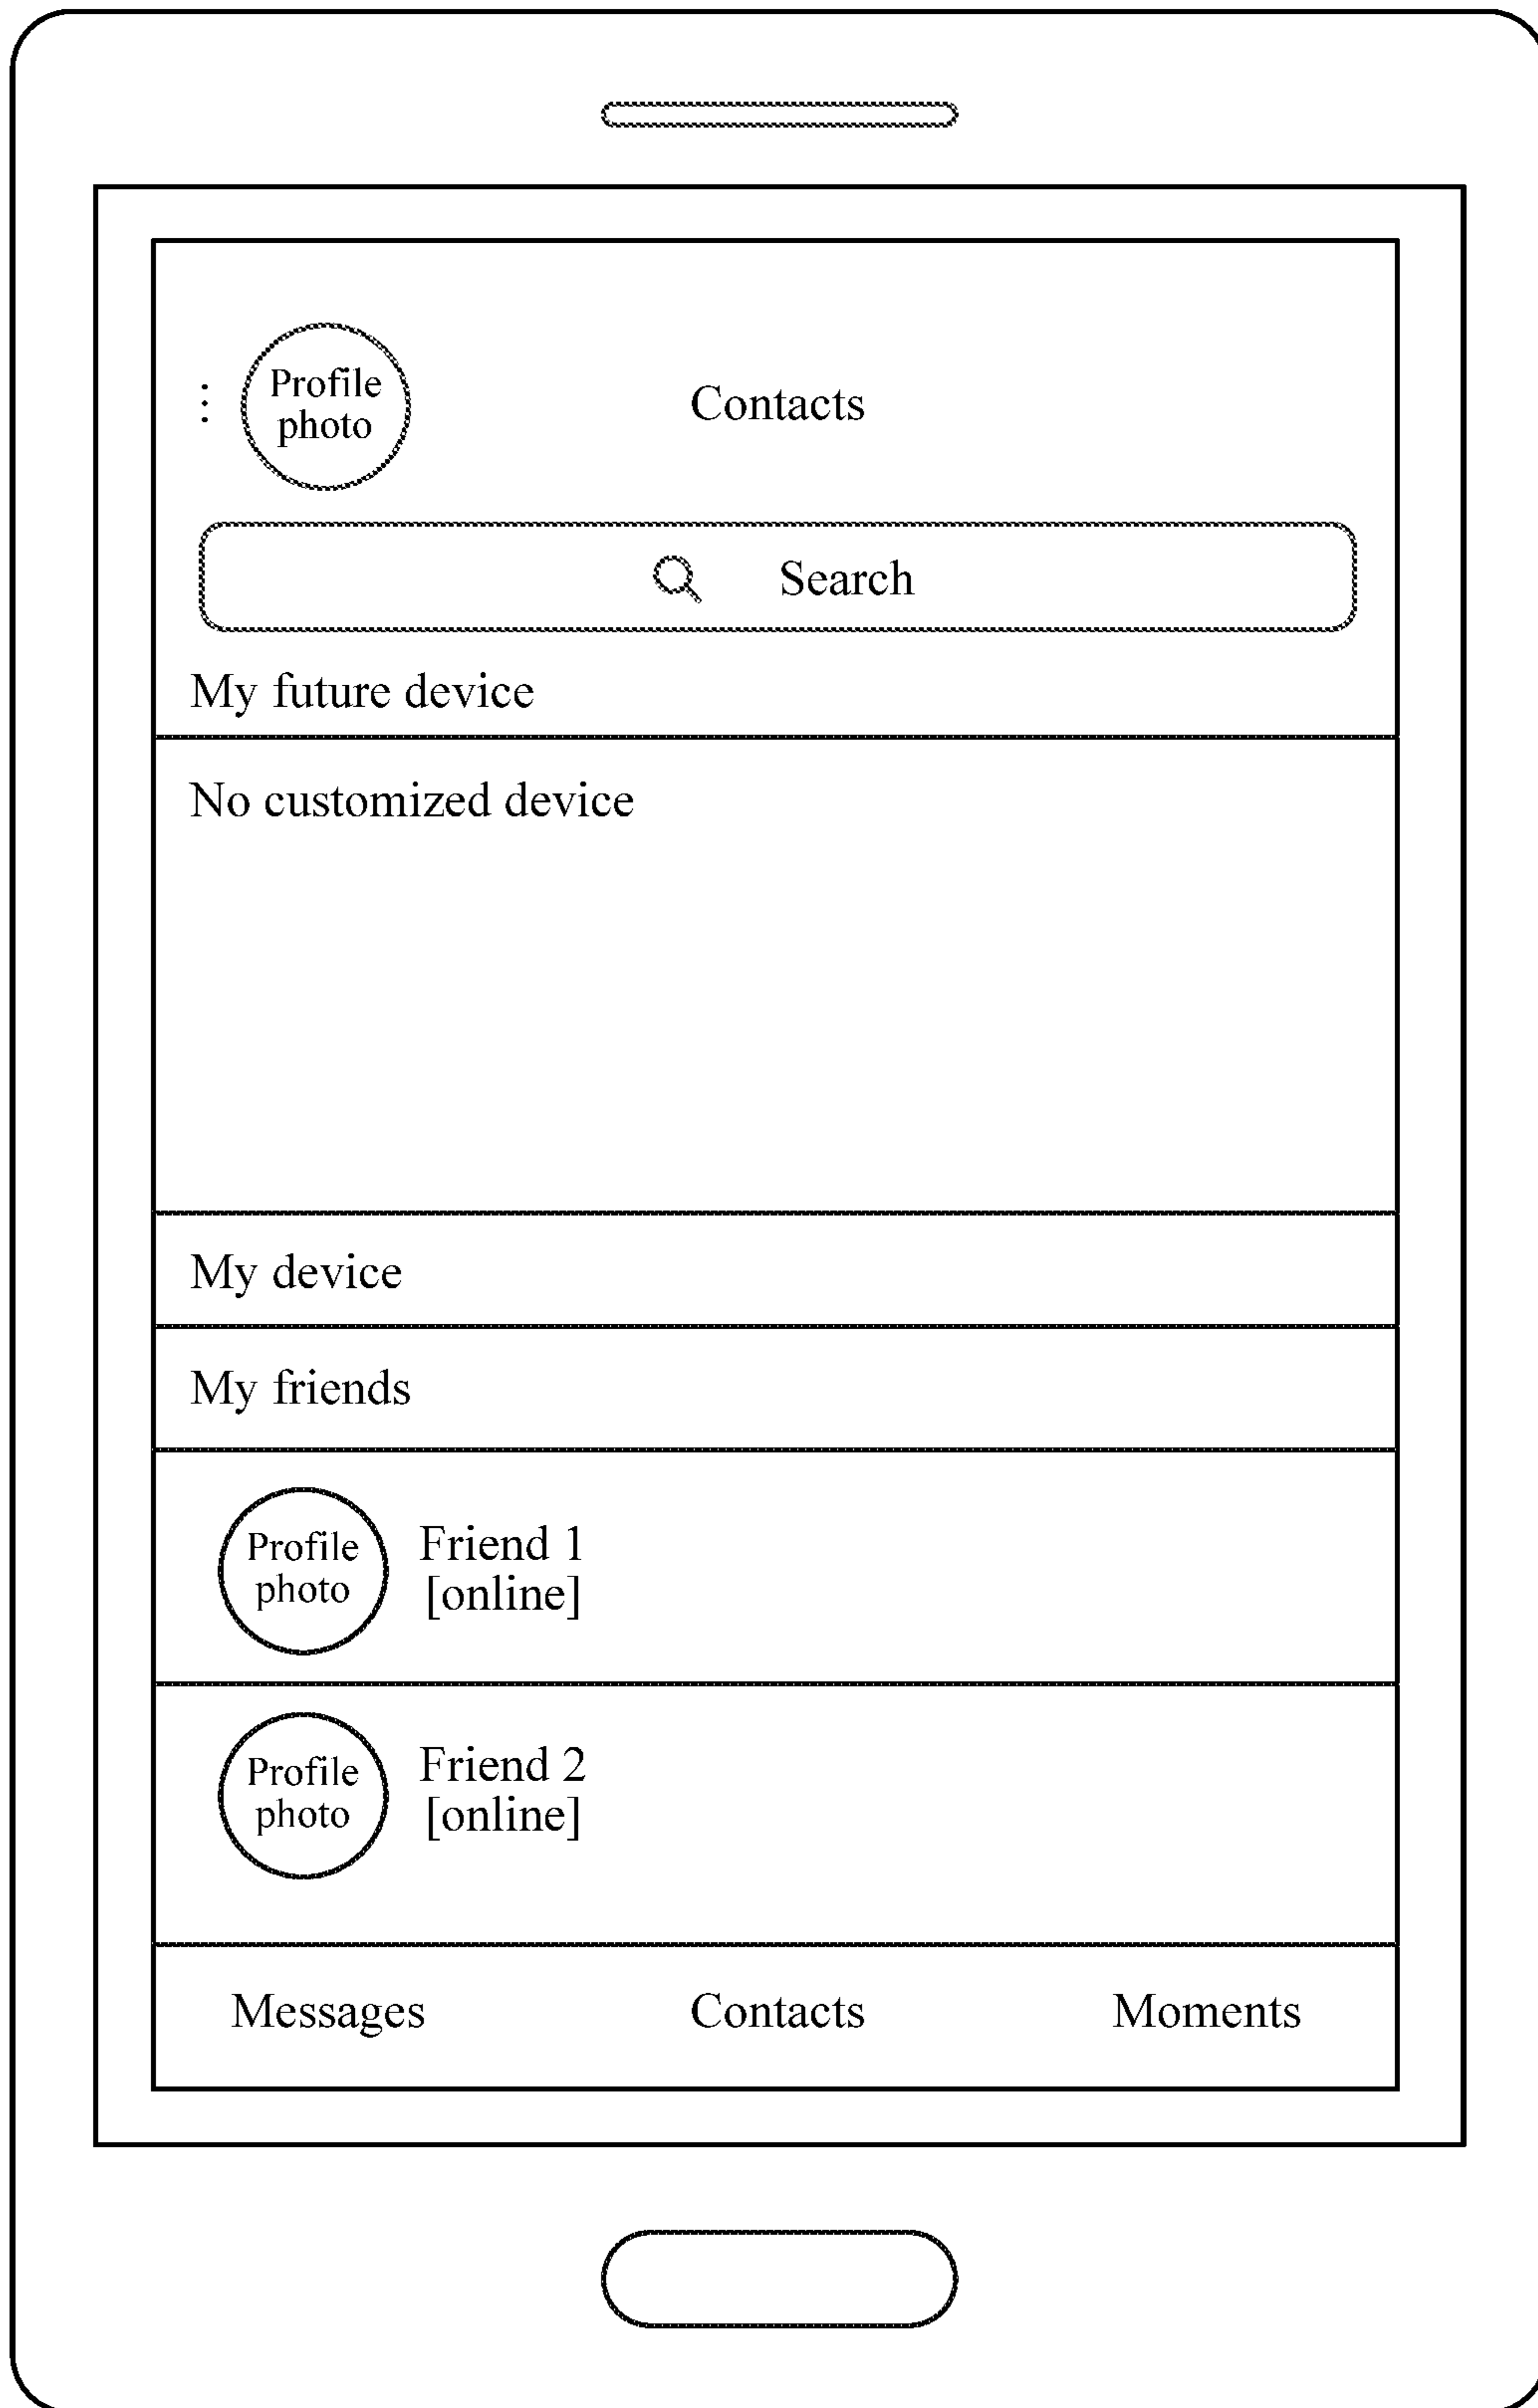 Profile
photo
Contacts
Search
My future device
No customized device
My device
My friends
Profile
photo
Friend 1
[online]
Profile
photo
Friend 2
[online]
Messages Contacts Moments